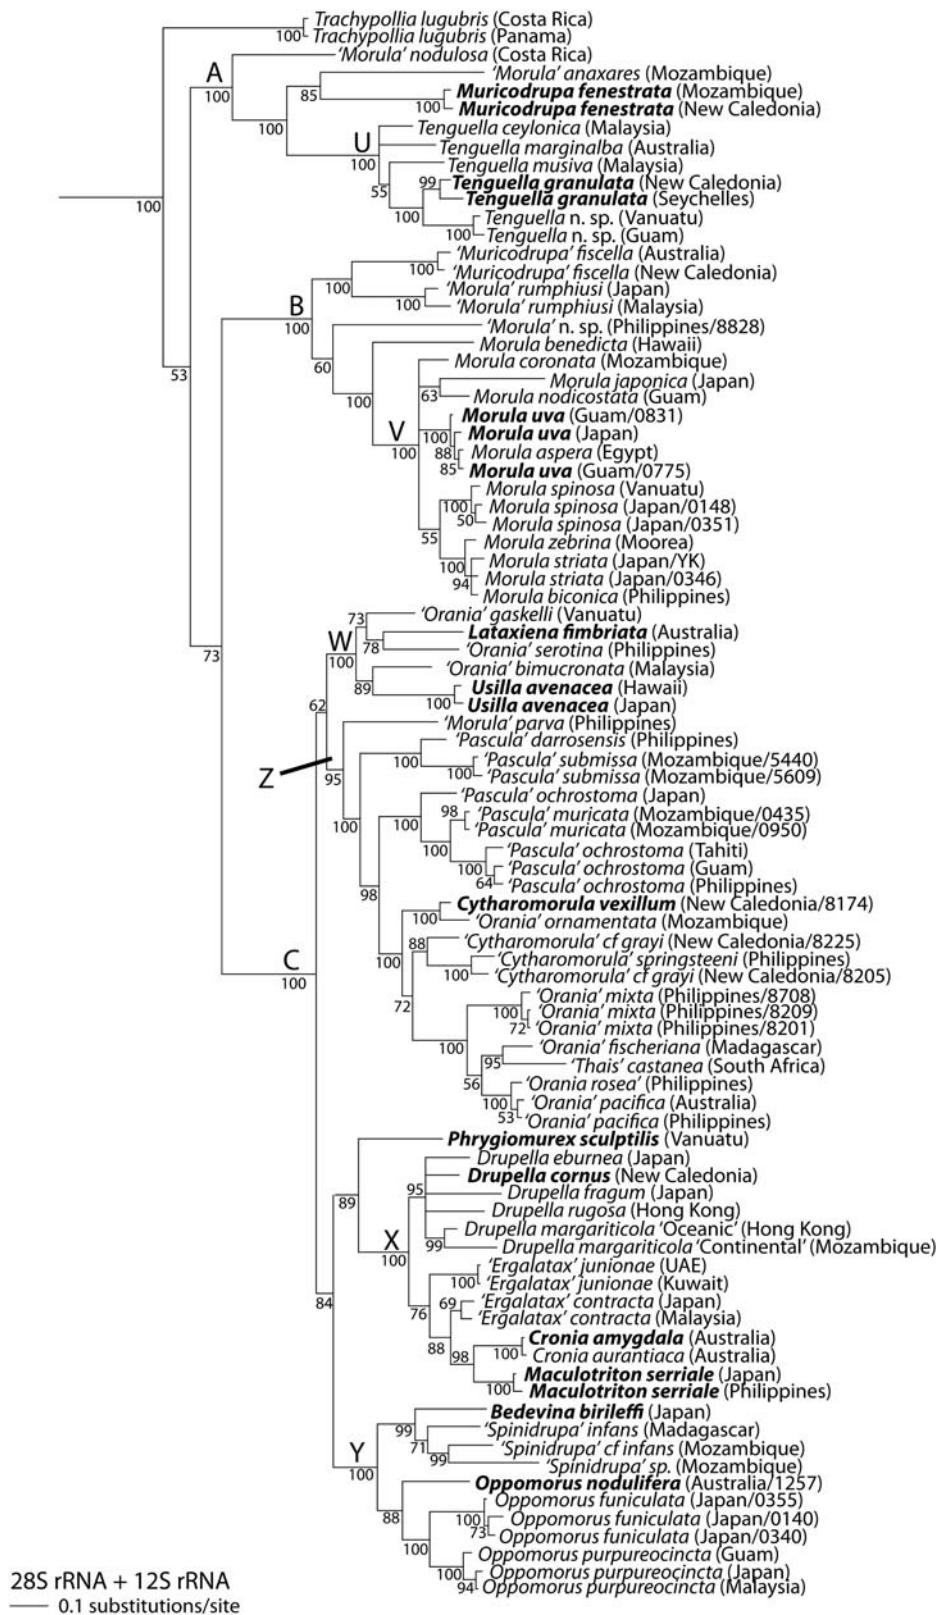 Trachypollia lugubris (Costa Rica)
100
Trachypollia lugubris (Panama)
'Morula' nodulosa (Costa Rica)
A
100
'Morula' anaxares (Mozambique)
85
Muricodrupa fenestrata (Mozambique)
100
Muricodrupa fenestrata (New Caledonia)
100
Tenguella ceylonica (Malaysia)
U
100
Tenguella marginalba (Australia)
Tenguella musiva (Malaysia)
55
99
Tenguella granulata (New Caledonia)
Tenguella granulata (Seychelles)
100
Tenguella n. sp. (Vanuatu)
100
Tenguella n. sp. (Guam)
100
'Muricodrupa' fiscella (Australia)
100
'Muricodrupa' fiscella (New Caledonia)
100
'Morula' rumphiusi (Japan)
100
'Morula' rumphiusi (Malaysia)
B
100
'Morula' n. sp. (Philippines/8828)
60
Morula benedicta (Hawaii)
100
Morula coronata (Mozambique)
53
Morula japonica (Japan)
63
Morula nodicostata (Guam)
V
100
Morula uva (Guam/0831)
100
Morula uva (Japan)
88
Morula aspera (Egypt)
85
Morula uva (Guam/0775)
Morula spinosa (Vanuatu)
100
Morula spinosa (Japan/0148)
50
Morula spinosa (Japan/0351)
55
Morula zebrina (Moorea)
100
Morula striata (Japan/YK)
94
Morula striata (Japan/0346)
Morula biconica (Philippines)
73
73
'Orania' gaskelli (Vanuatu)
W
100
Lataxiena fimbriata (Australia)
78
'Orania' serotina (Philippines)
'Orania' bimucronata (Malaysia)
89
Usilla avenacea (Hawaii)
100
Usilla avenacea (Japan)
62
'Morula' parva (Philippines)
Z
95
'Pascula' darrosensis (Philippines)
100
'Pascula' submissa (Mozambique/5440)
100
'Pascula' submissa (Mozambique/5609)
100
'Pascula' ochrostoma (Japan)
100
98
'Pascula' muricata (Mozambique/0435)
'Pascula' muricata (Mozambique/0950)
100
'Pascula' ochrostoma (Tahiti)
100
'Pascula' ochrostoma (Guam)
64
'Pascula' ochrostoma (Philippines)
98
Cytharomorula vexillum (New Caledonia/8174)
100
'Orania' ornamentata (Mozambique)
100
88
'Cytharomorula' cf grayi (New Caledonia/8225)
'Cytharomorula' springsteeni (Philippines)
100
'Cytharomorula' cf grayi (New Caledonia/8205)
C
100
72
'Orania' mixta (Philippines/8708)
100
'Orania' mixta (Philippines/8209)
72
'Orania' mixta (Philippines/8201)
100
'Orania' fischeriana (Madagascar)
95
'Thais' castanea (South Africa)
56
'Orania rosea' (Philippines)
100
'Orania' pacifica (Australia)
53
'Orania' pacifica (Philippines)
Phrygiomurex sculptilis (Vanuatu)
89
Drupella eburnea (Japan)
95
Drupella cornus (New Caledonia)
Drupella fragum (Japan)
Drupella rugosa (Hong Kong)
X
100
Drupella margariticola 'Oceanic' (Hong Kong)
99
Drupella margariticola 'Continental' (Mozambique)
'Ergalatax' junionae (UAE)
100
'Ergalatax' junionae (Kuwait)
84
76
69
'Ergalatax' contracta (Japan)
'Ergalatax' contracta (Malaysia)
88
Cronia amygdala (Australia)
98
100
Cronia aurantiaca (Australia)
Maculotriton serriale (Japan)
100
Maculotriton serriale (Philippines)
Bedevina birileffi (Japan)
99
'Spinidrupa' infans (Madagascar)
71
'Spinidrupa' cf infans (Mozambique)
99
'Spinidrupa' sp. (Mozambique)
Y
100
Oppomorus nodulifera (Australia/1257)
88
Oppomorus funiculata (Japan/0355)
100
Oppomorus funiculata (Japan/0140)
73
Oppomorus funiculata (Japan/0340)
100
Oppomorus purpureocincta (Guam)
100
Oppomorus purpureocincta (Japan)
94
Oppomorus purpureocincta (Malaysia)
28S rRNA + 12S rRNA
0.1 substitutions/site